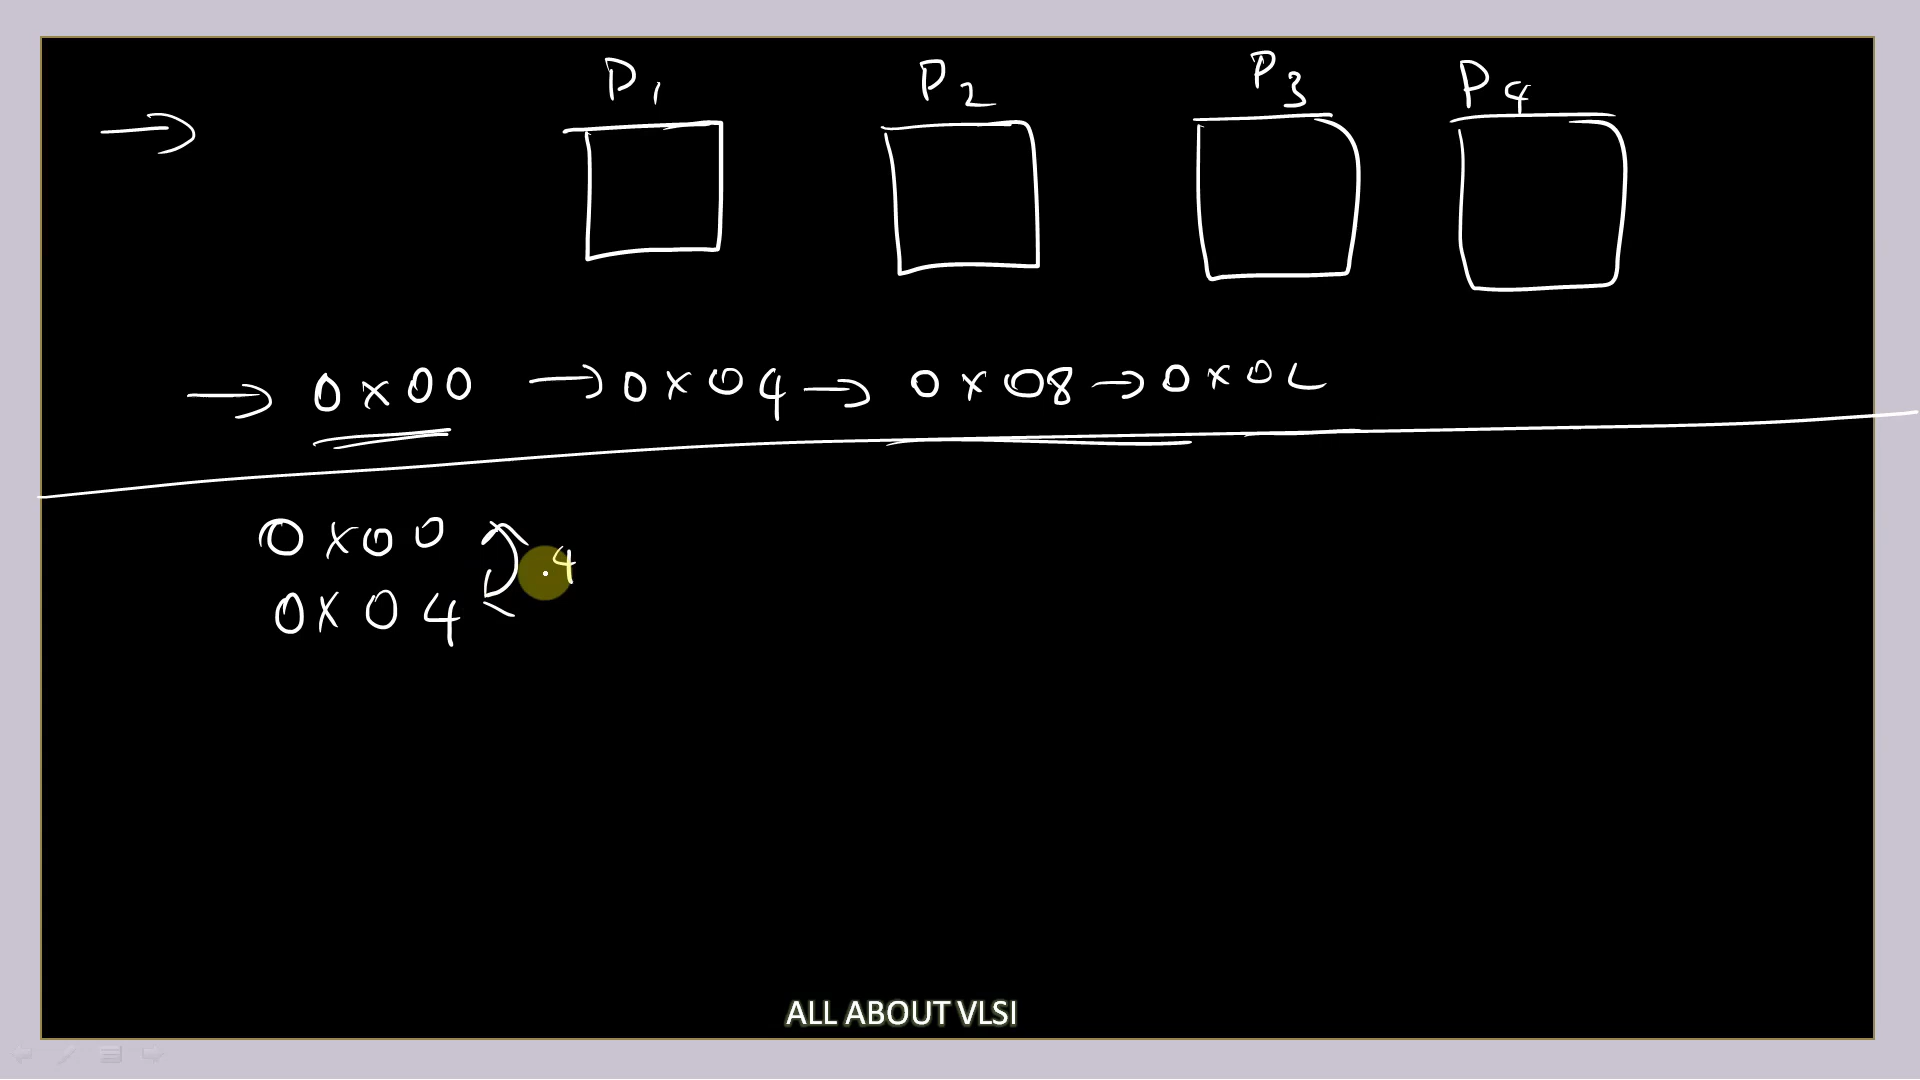 P1 P2 P3 P4
→ 0x00 → 0x04 → 0x08 → 0x0C
0x00
4
0x04
ALL ABOUT VLSI